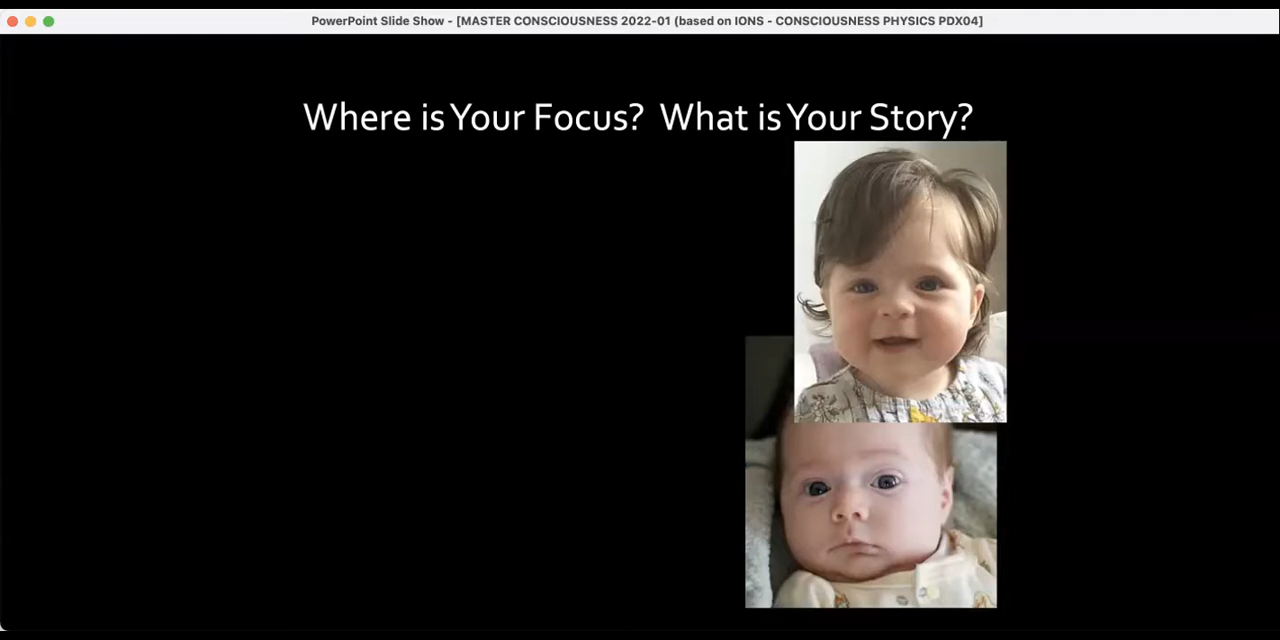 PowerPoint Slide Show - [MASTER CONSCIOUSNESS 2022-01 (based on IONS - CONSCIOUSNESS PHYSICS PDX04]
Where is Your Focus?  What is Your Story?